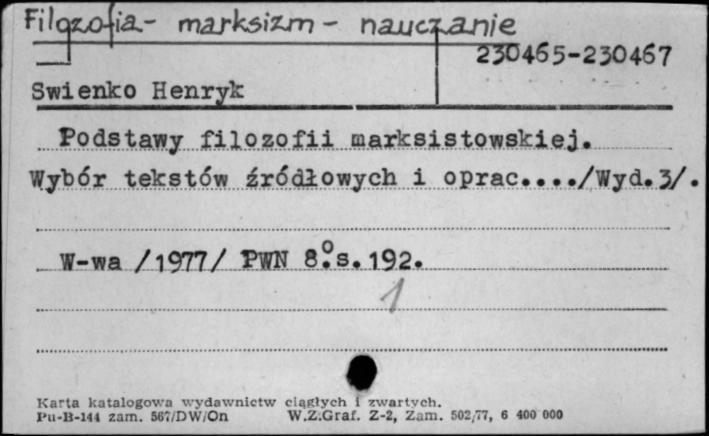 Filozofia - marksizm - nauczanie
230465-230467
Swienko Henryk
Podstawy filozofii marksistowskiej.
Wybór tekstów źródłowych i oprac..../Wyd.3/.
W-wa /1977/ PWN 8° s.192.
1
Karta katalogowa wydawnictw ciągłych i zwartych.
Pu-B-144 zam. 567/DW/On W.Z.Graf. Z-2, Zam. 502/77, 6 400 000